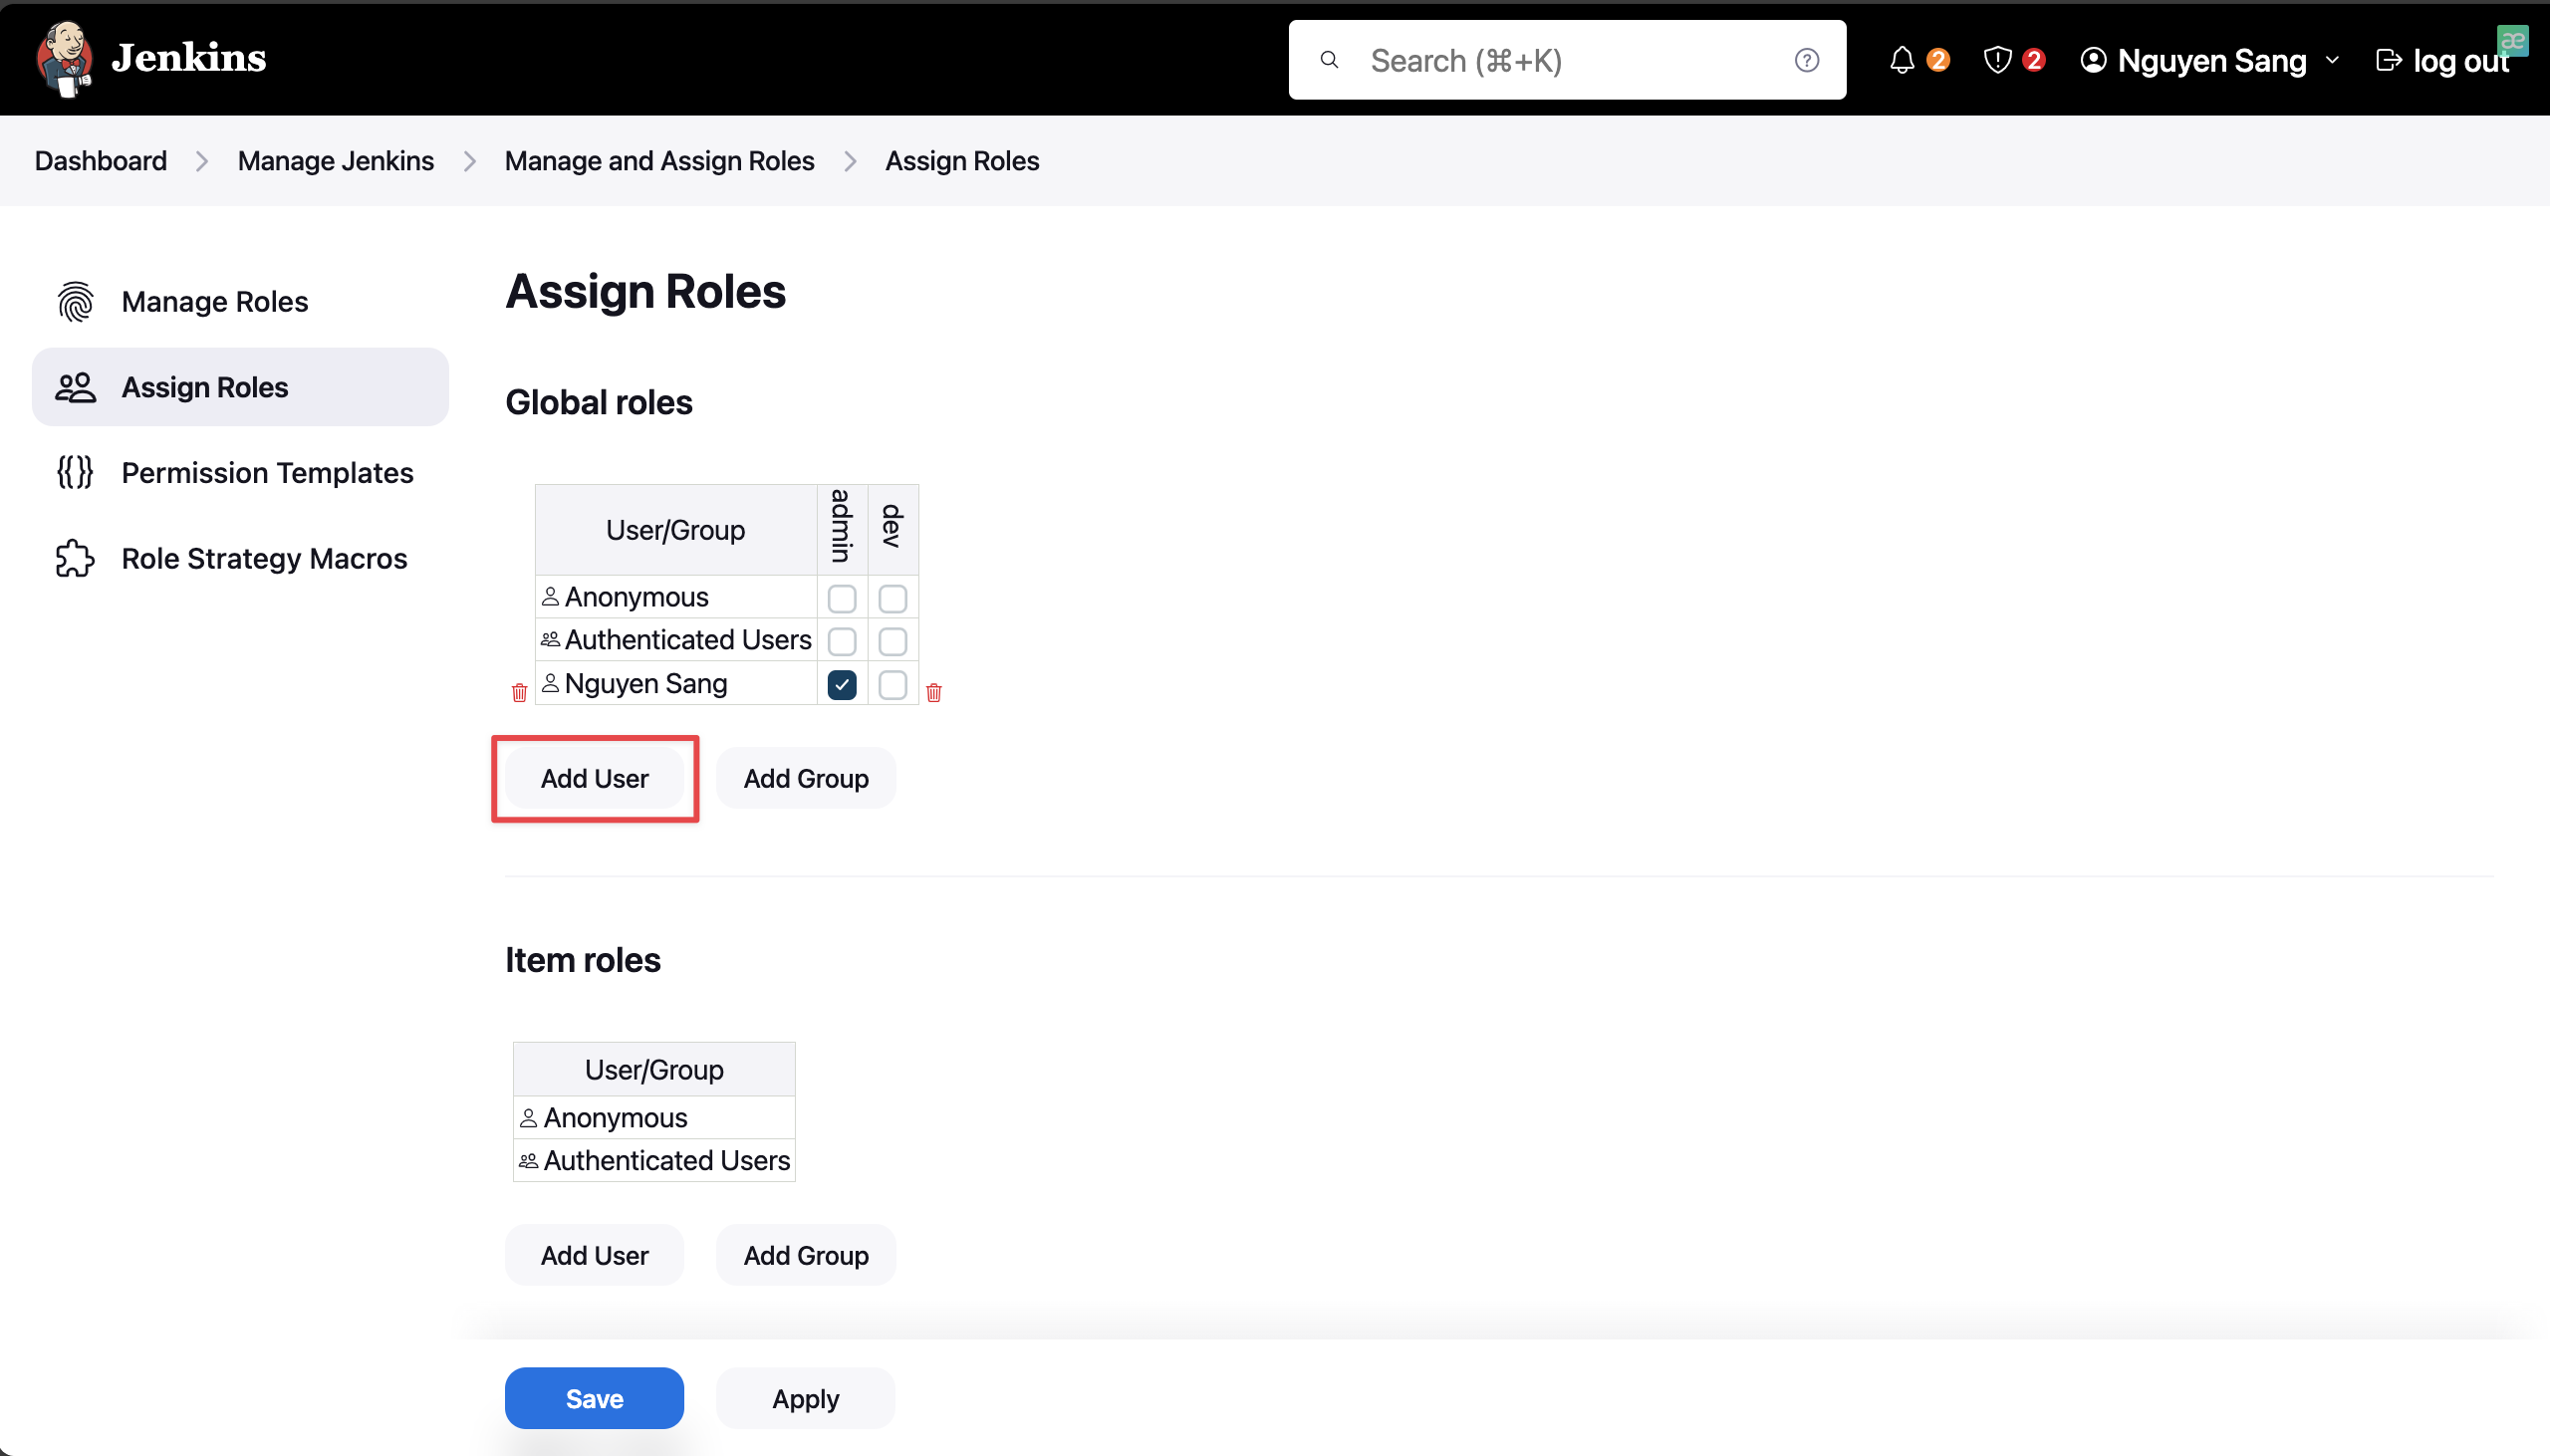 Jenkins
Search (⌘+K)
2
2
Nguyen Sang
log out
æ
Dashboard
Manage Jenkins
Manage and Assign Roles
Assign Roles
Manage Roles
Assign Roles
Permission Templates
Role Strategy Macros
Assign Roles
Global roles
User/Group admin dev
Anonymous
Authenticated Users
Nguyen Sang
Add User
Add Group
Item roles
User/Group
Anonymous
Authenticated Users
Add User
Add Group
Save
Apply